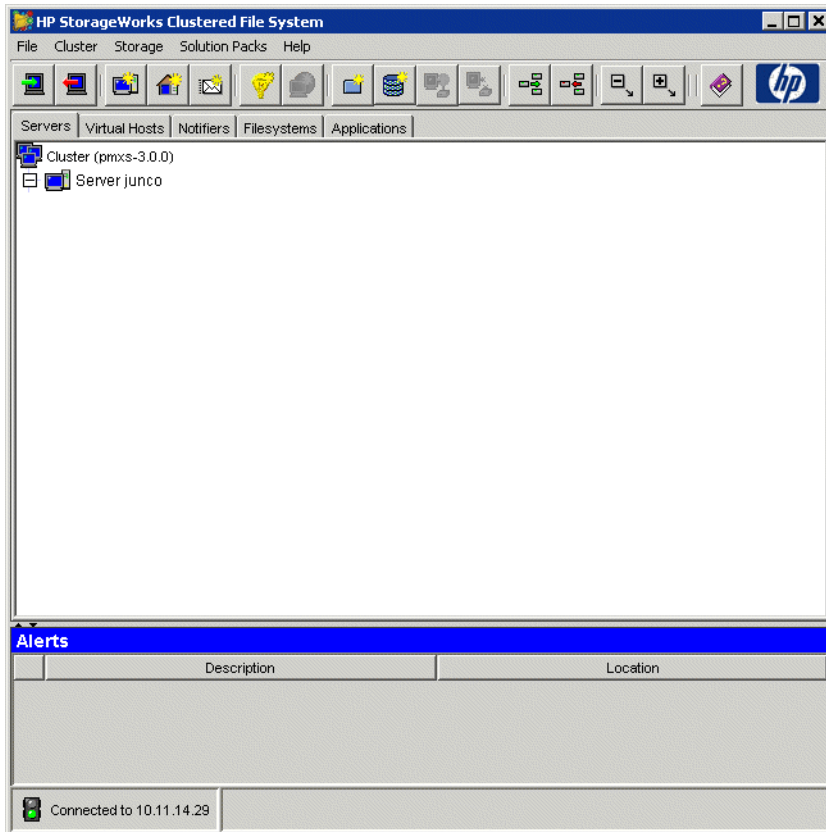 HP StorageWorks Clustered File System
File Cluster Storage Solution Packs Help
hp
Servers Virtual Hosts Notifiers Filesystems Applications
Cluster (pmxs-3.0.0)
Server junco
Alerts
Description Location
Connected to 10.11.14.29